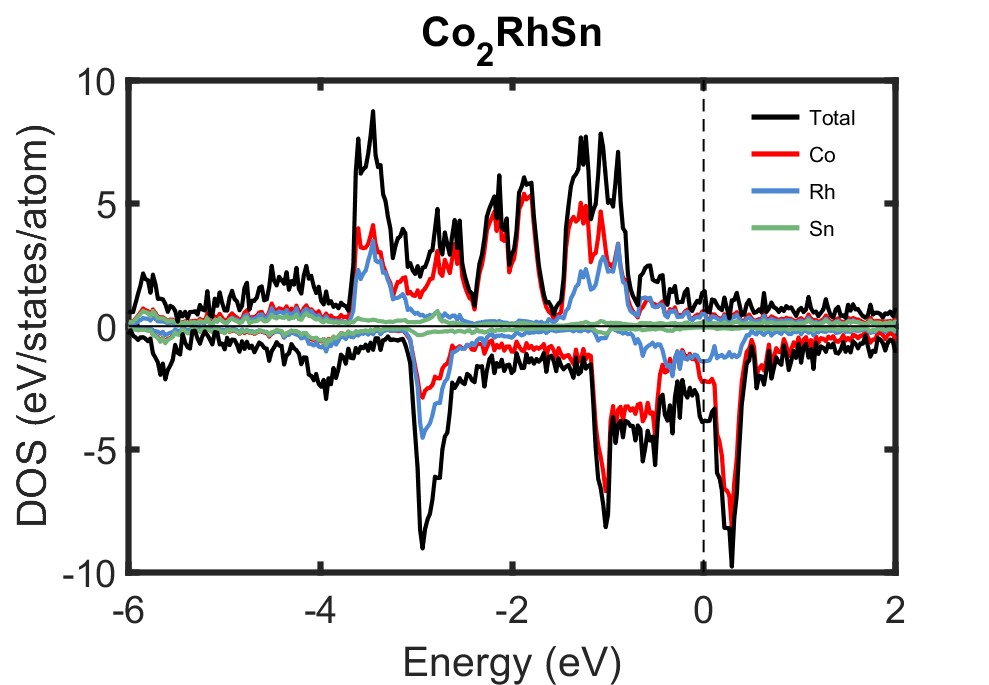 Co₂RhSn
10
5
0
-5
-10
DOS (eV/states/atom)
Total
Co
Rh
Sn
-6 -4 -2 0 2
Energy (eV)